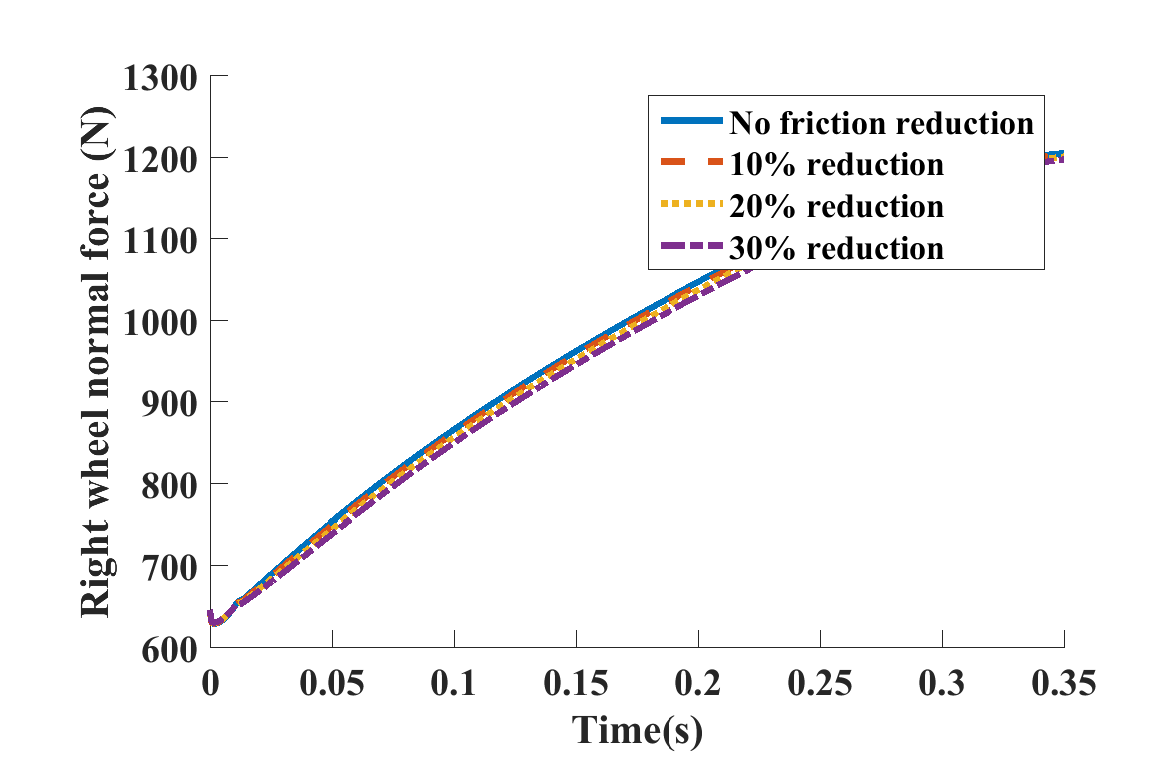 1300
1200
1100
1000
900
800
700
600
Right wheel normal force (N)
No friction reduction
10% reduction
20% reduction
30% reduction
0 0.05 0.1 0.15 0.2 0.25 0.3 0.35
Time(s)